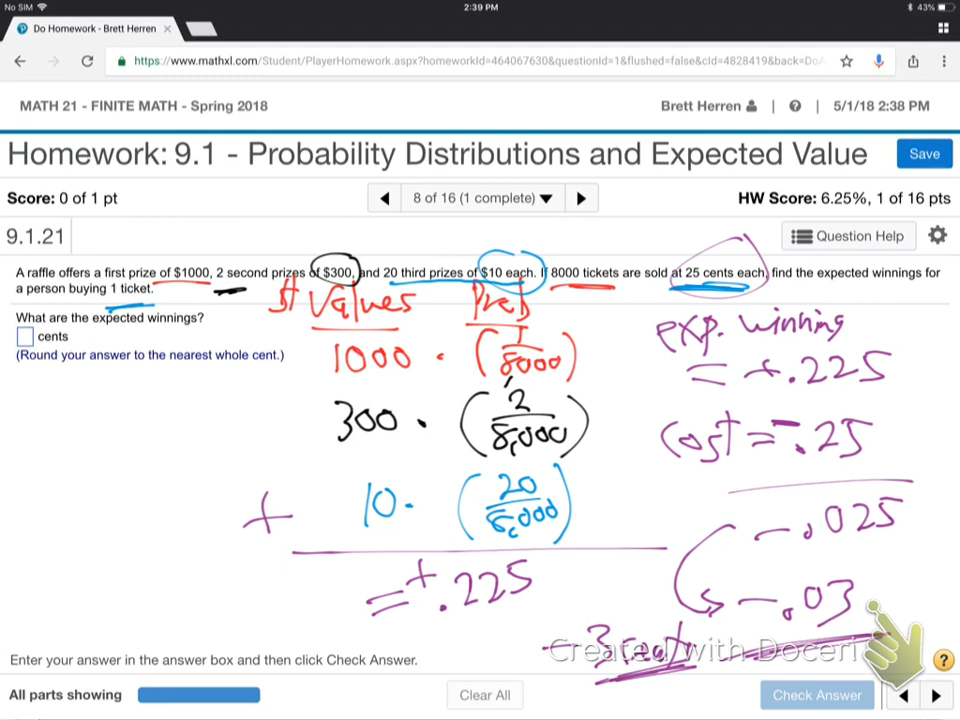 No SIM 2:39 PM 43%
Do Homework - Brett Herren ×
https://www.mathxl.com/Student/PlayerHomework.aspx?homeworkId=464067630&questionId=1&flushed=false&cId=4828419&back=DoA
MATH 21 - FINITE MATH - Spring 2018 Brett Herren | ? | 5/1/18 2:38 PM
Homework: 9.1 - Probability Distributions and Expected Value Save
Score: 0 of 1 pt 8 of 16 (1 complete) HW Score: 6.25%, 1 of 16 pts
9.1.21 Question Help
A raffle offers a first prize of $1000, 2 second prizes of $300, and 20 third prizes of $10 each. If 8000 tickets are sold at 25 cents each, find the expected winnings for
a person buying 1 ticket.
What are the expected winnings?
cents
(Round your answer to the nearest whole cent.)
$ Values Prob
1000 · (1/8000)
300 · (2/8,000)
+ 10 · (20/8,000)
= +.225
exp. winning
= +.225
cost = -.25
-.025
-.03
-3 cents
Created with Doceri
Enter your answer in the answer box and then click Check Answer. ?
All parts showing Clear All Check Answer